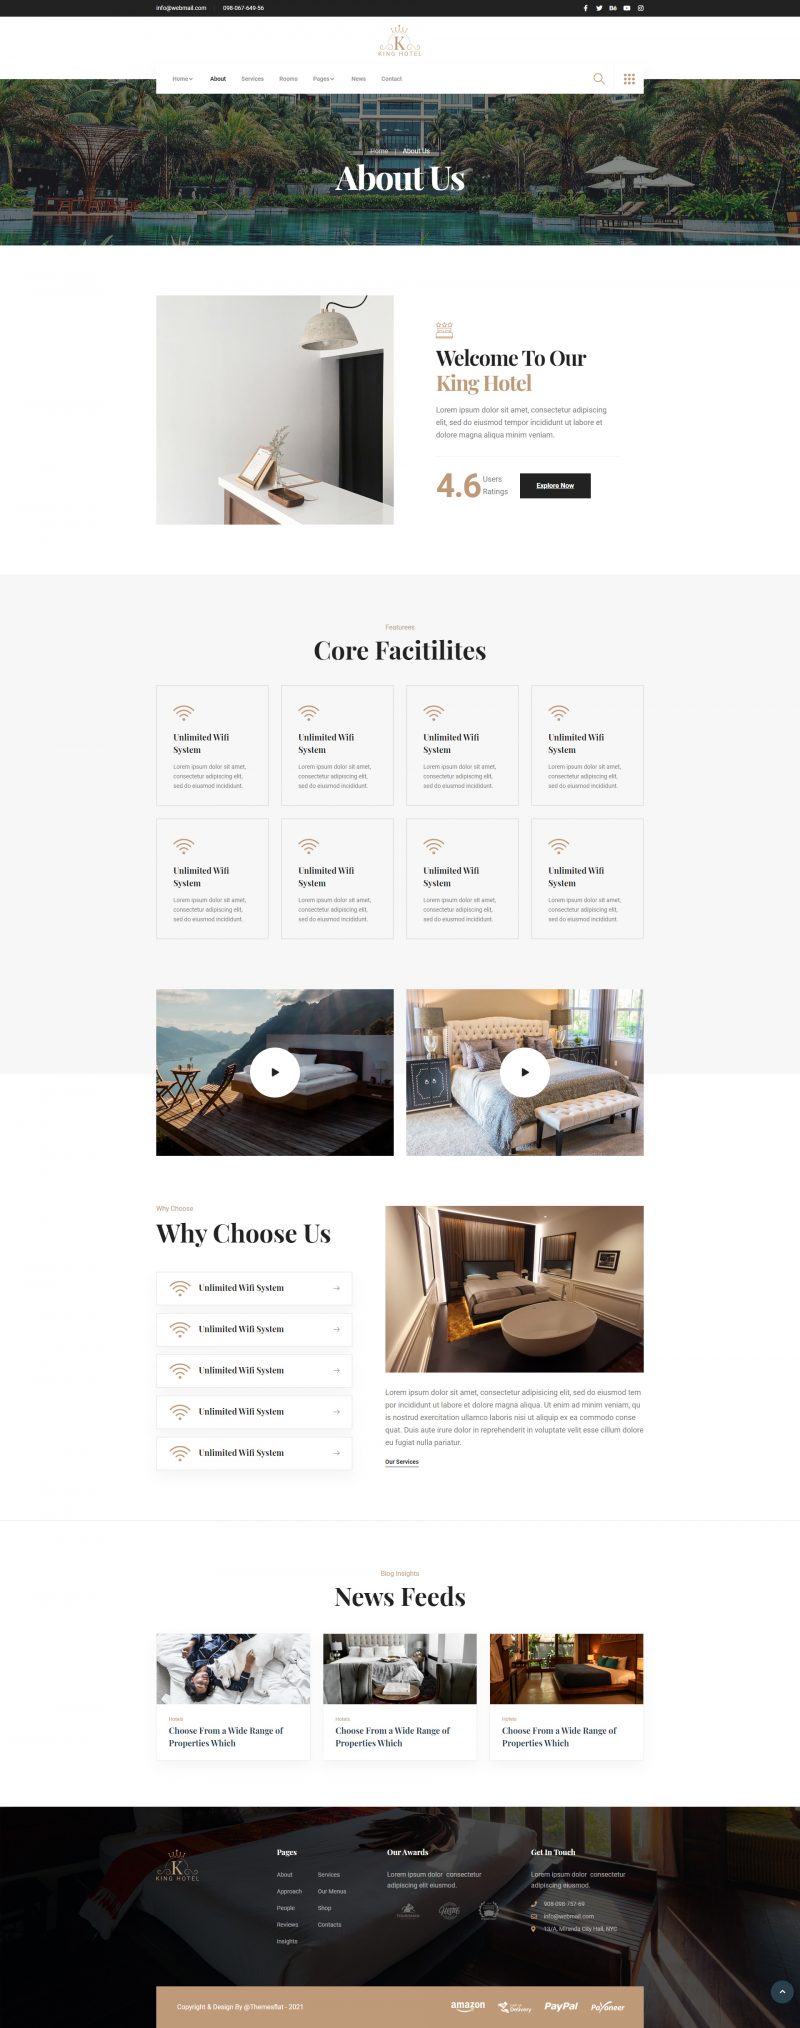 info@webmail.com 098-067-649-56
K
KING HOTEL
Home About Services Rooms Pages News Contact
Home | About Us
About Us
Welcome To Our
King Hotel
Lorem ipsum dolor sit amet, consectetur adipiscing
elit, sed do eiusmod tempor incididunt ut labore et
dolore magna aliqua minim veniam.
4.6 Users
Ratings
Explore Now
Featurees
Core Facitilites
Unlimited Wifi
System
Lorem ipsum dolor sit amet,
consectetur adipiscing elit,
sed do eiusmod incididunt.
Unlimited Wifi
System
Lorem ipsum dolor sit amet,
consectetur adipiscing elit,
sed do eiusmod incididunt.
Unlimited Wifi
System
Lorem ipsum dolor sit amet,
consectetur adipiscing elit,
sed do eiusmod incididunt.
Unlimited Wifi
System
Lorem ipsum dolor sit amet,
consectetur adipiscing elit,
sed do eiusmod incididunt.
Unlimited Wifi
System
Lorem ipsum dolor sit amet,
consectetur adipiscing elit,
sed do eiusmod incididunt.
Unlimited Wifi
System
Lorem ipsum dolor sit amet,
consectetur adipiscing elit,
sed do eiusmod incididunt.
Unlimited Wifi
System
Lorem ipsum dolor sit amet,
consectetur adipiscing elit,
sed do eiusmod incididunt.
Unlimited Wifi
System
Lorem ipsum dolor sit amet,
consectetur adipiscing elit,
sed do eiusmod incididunt.
Why Choose
Why Choose Us
Unlimited Wifi System
Unlimited Wifi System
Unlimited Wifi System
Unlimited Wifi System
Unlimited Wifi System
Lorem ipsum dolor sit amet, consectetur adipisicing elit, sed do eiusmod tem
por incididunt ut labore et dolore magna aliqua. Ut enim ad minim veniam, qu
is nostrud exercitation ullamco laboris nisi ut aliquip ex ea commodo conse
quat. Duis aute irure dolor in reprehenderit in voluptate velit esse cillum dolore
eu fugiat nulla pariatur.
Our Services
Blog Insights
News Feeds
Hotels
Choose From a Wide Range of
Properties Which
Hotels
Choose From a Wide Range of
Properties Which
Hotels
Choose From a Wide Range of
Properties Which
K
KING HOTEL
Pages
About
Approach
People
Reviews
Insights
Services
Our Menus
Shop
Contacts
Our Awards
Lorem ipsum dolor consectetur
adipiscing elit eiusmod.
Get In Touch
Lorem ipsum dolor consectetur
adipiscing eiusmod.
908-098-757-69
info@webmail.com
13/A, Miranda City Hall, NYC
Copyright & Design By @Themesflat - 2021
amazon
Delivery
PayPal
Payoneer